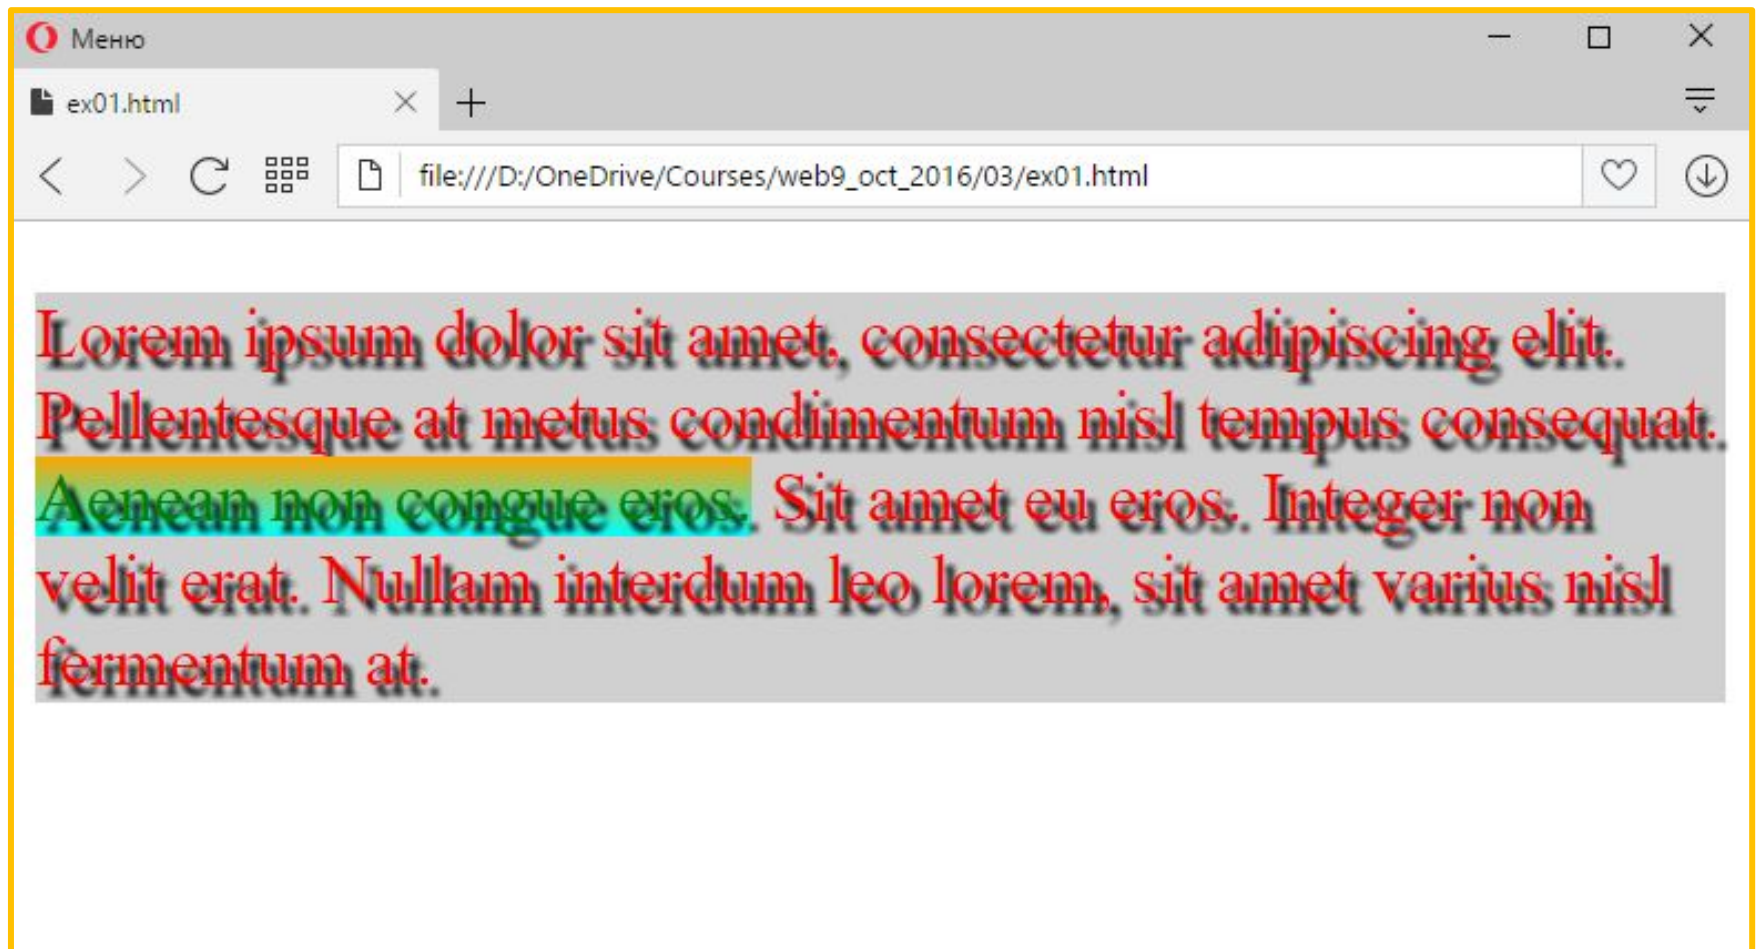 Меню
ex01.html
file:///D:/OneDrive/Courses/web9_oct_2016/03/ex01.html
Lorem ipsum dolor sit amet, consectetur adipiscing elit.
Pellentesque at metus condimentum nisl tempus consequat.
Aenean non congue eros. Sit amet eu eros. Integer non
velit erat. Nullam interdum leo lorem, sit amet varius nisl
fermentum at.